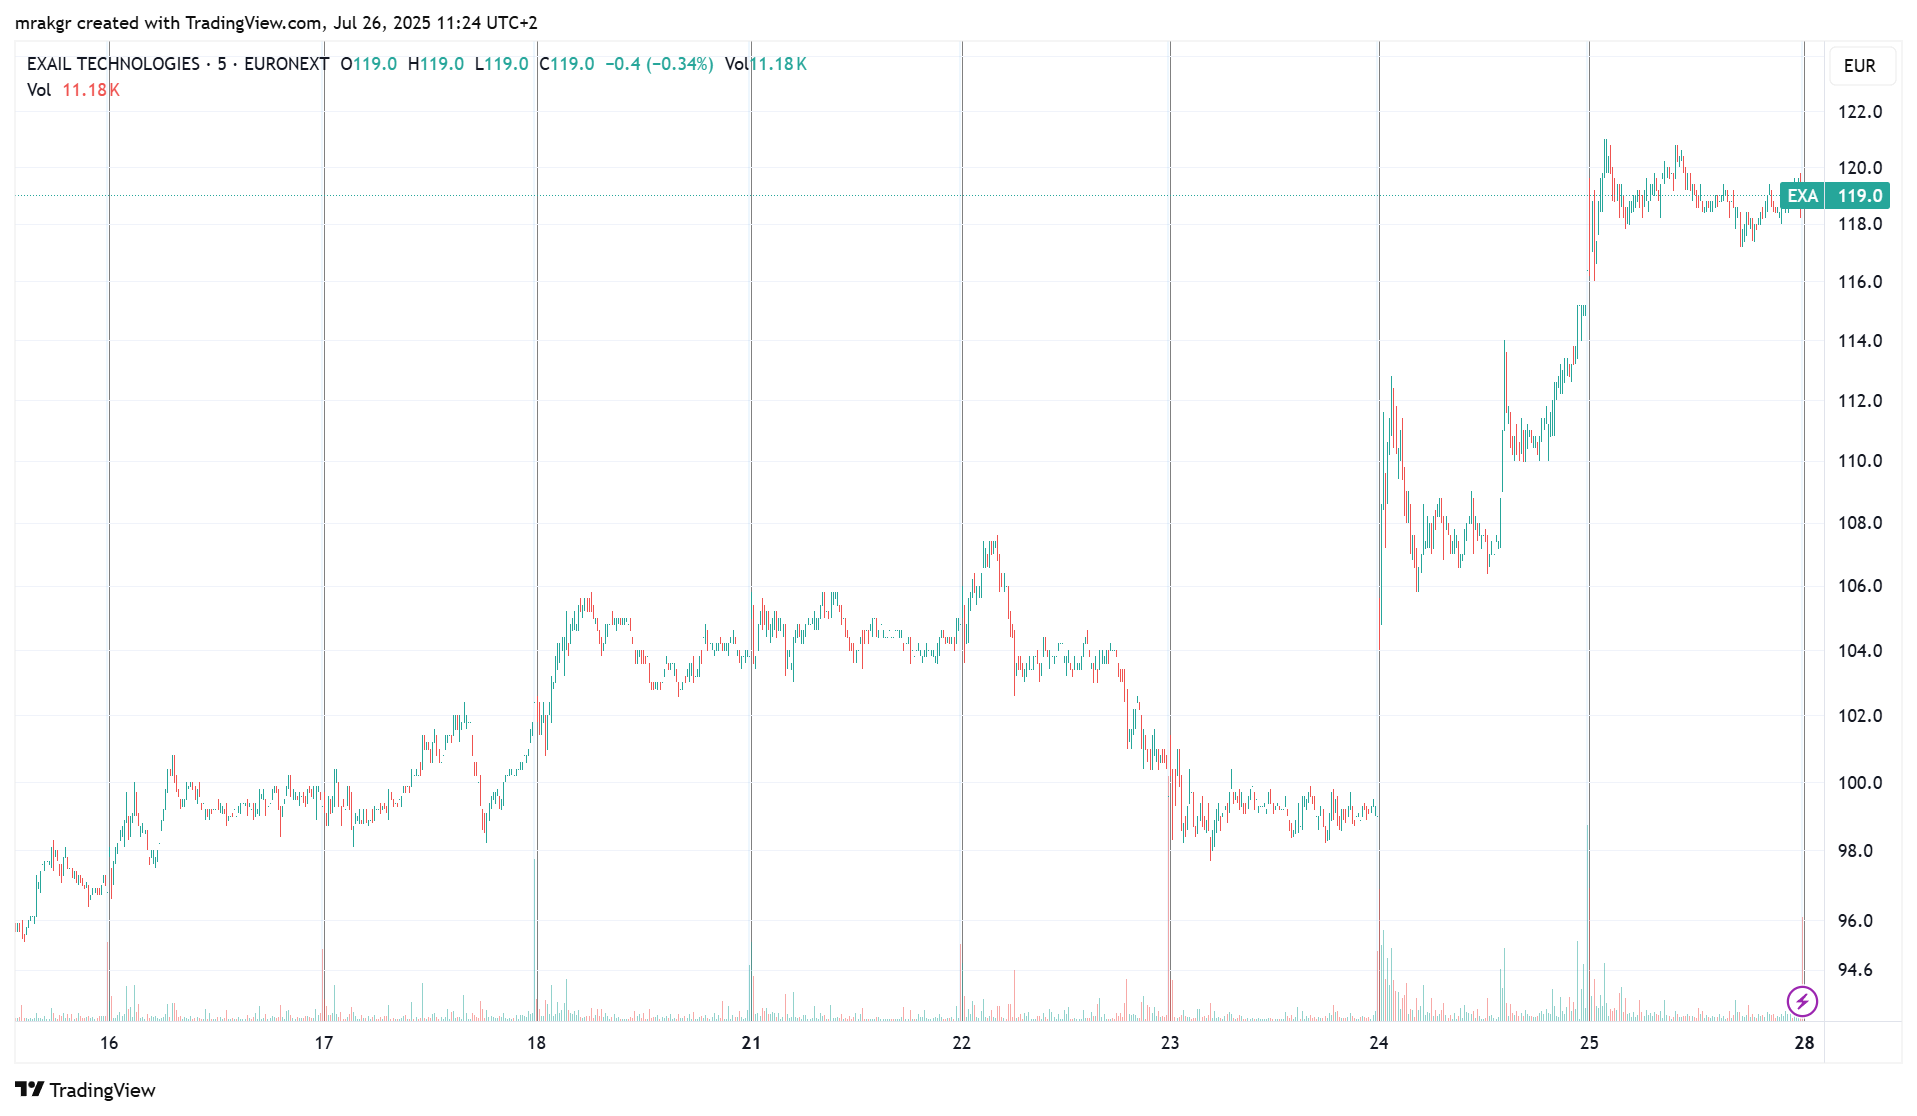 mrakgr created with TradingView.com, Jul 26, 2025 11:24 UTC+2
EXAIL TECHNOLOGIES · 5 · EURONEXT O119.0 H119.0 L119.0 C119.0 −0.4 (−0.34%) Vol11.18 K
Vol 11.18 K
EUR
122.0
120.0
EXA 119.0
118.0
116.0
114.0
112.0
110.0
108.0
106.0
104.0
102.0
100.0
98.0
96.0
94.6
16 17 18 21 22 23 24 25 28
TradingView